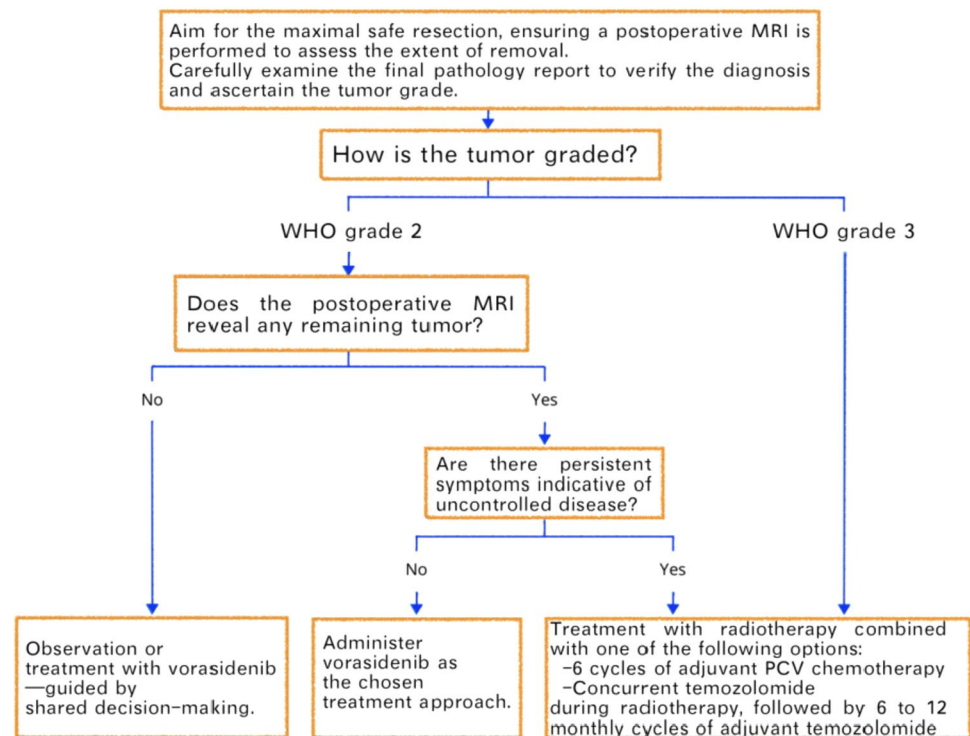 Aim for the maximal safe resection, ensuring a postoperative MRI is
performed to assess the extent of removal.
Carefully examine the final pathology report to verify the diagnosis
and ascertain the tumor grade.
How is the tumor graded?
WHO grade 2
WHO grade 3
Does the postoperative MRI
reveal any remaining tumor?
No
Yes
Are there persistent
symptoms indicative of
uncontrolled disease?
No
Yes
Observation or
treatment with vorasidenib
—guided by
shared decision-making.
Administer
vorasidenib as
the chosen
treatment approach.
Treatment with radiotherapy combined
with one of the following options:
-6 cycles of adjuvant PCV chemotherapy
-Concurrent temozolomide
during radiotherapy, followed by 6 to 12
monthly cycles of adjuvant temozolomide